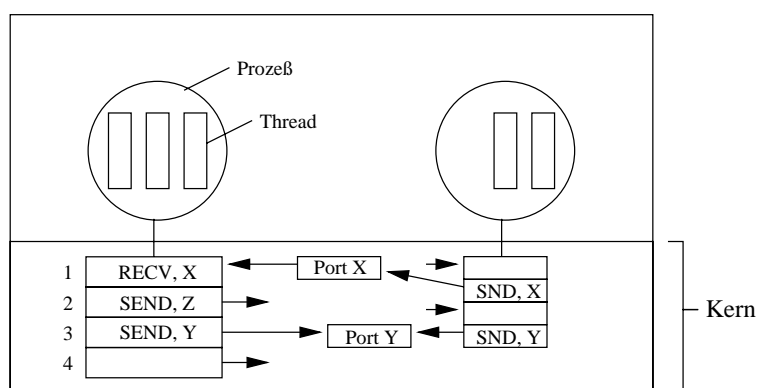 Prozeß
Thread
1 RECV, X
2 SEND, Z
3 SEND, Y
4
Port X
Port Y
SND, X
SND, Y
Kern